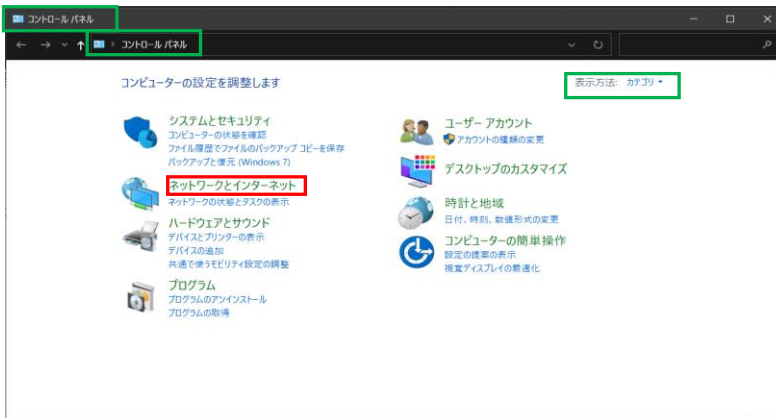 コントロール パネル
コントロール パネル
コンピューターの設定を調整します
表示方法: カテゴリ
システムとセキュリティ
コンピューターの状態を確認
ファイル履歴でファイルのバックアップ コピーを保存
バックアップと復元 (Windows 7)
ネットワークとインターネット
ネットワークの状態とタスクの表示
ハードウェアとサウンド
デバイスとプリンターの表示
デバイスの追加
共通で使うモビリティ設定の調整
プログラム
プログラムのアンインストール
プログラムの取得
ユーザー アカウント
アカウントの種類の変更
デスクトップのカスタマイズ
時計と地域
日付、時刻、数値形式の変更
コンピューターの簡単操作
設定の提案の表示
視覚ディスプレイの最適化